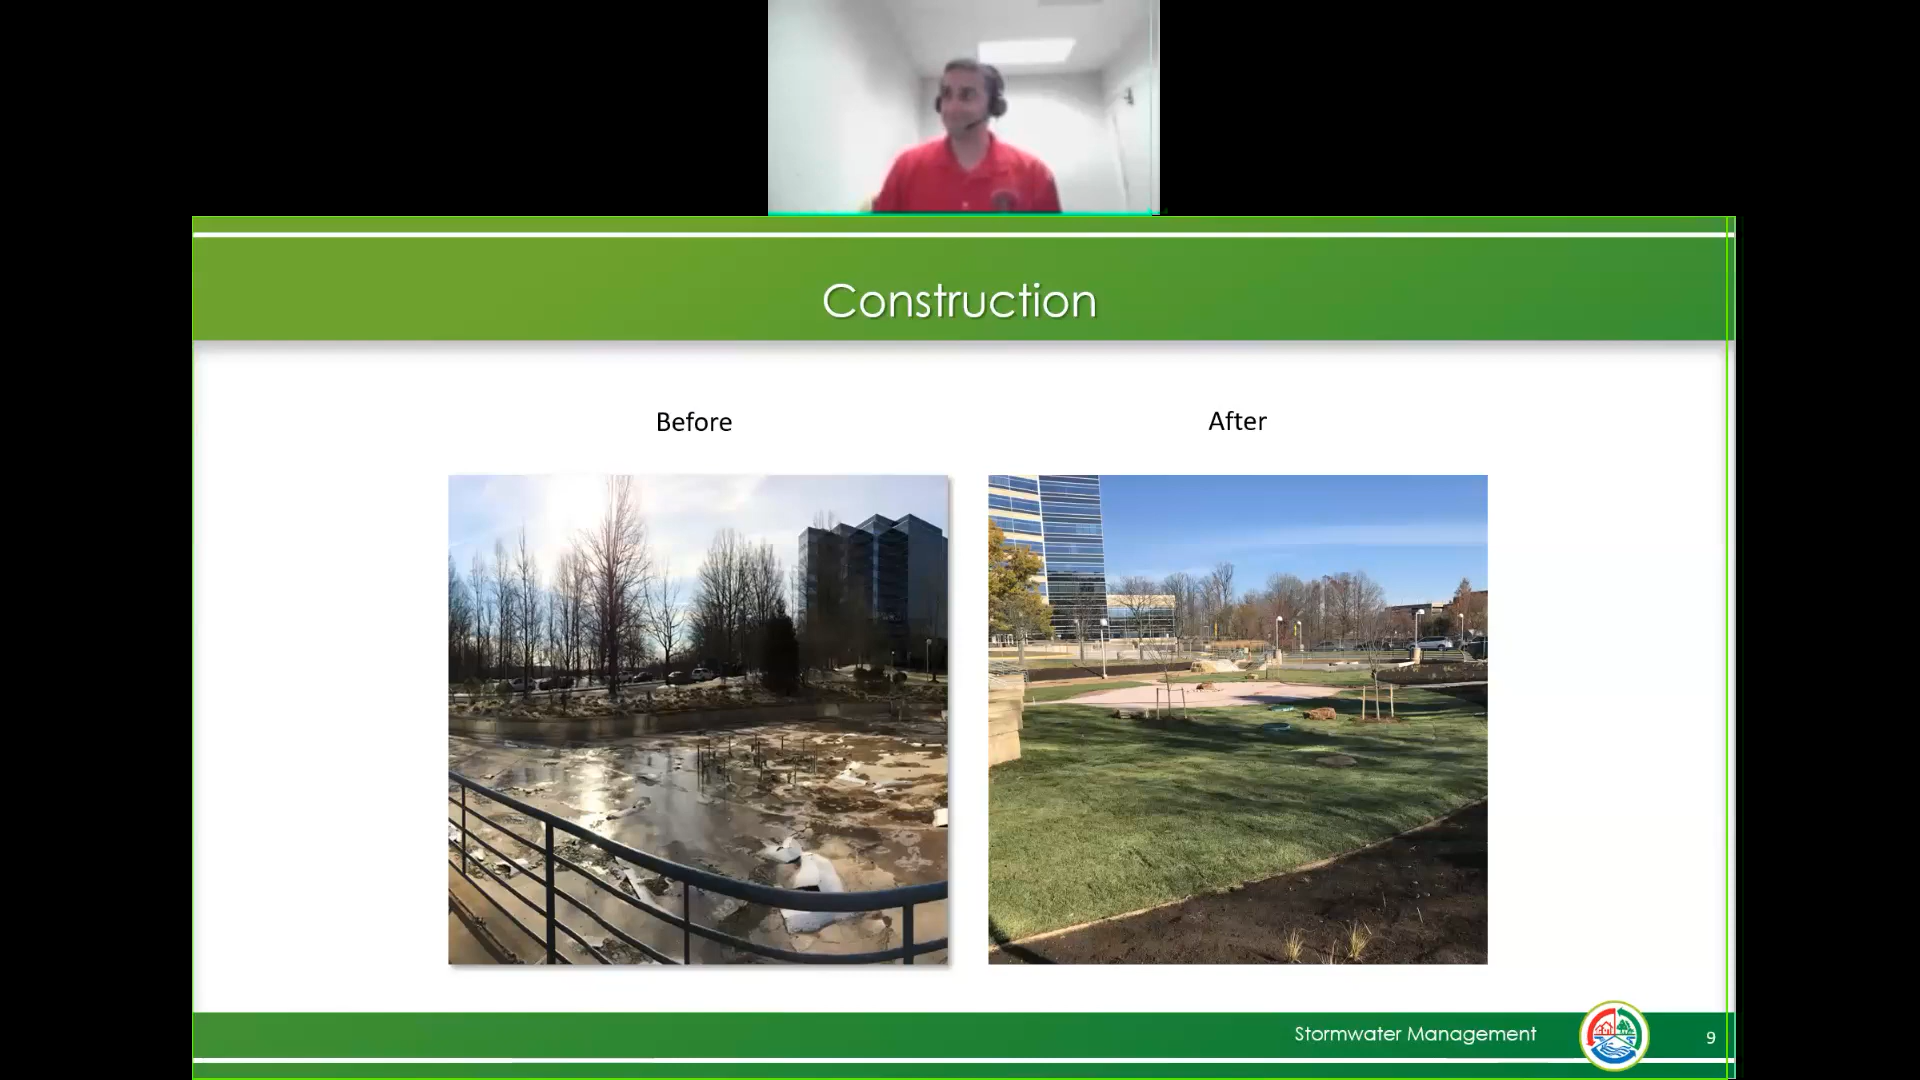 Construction
Before
After
Stormwater Management
9